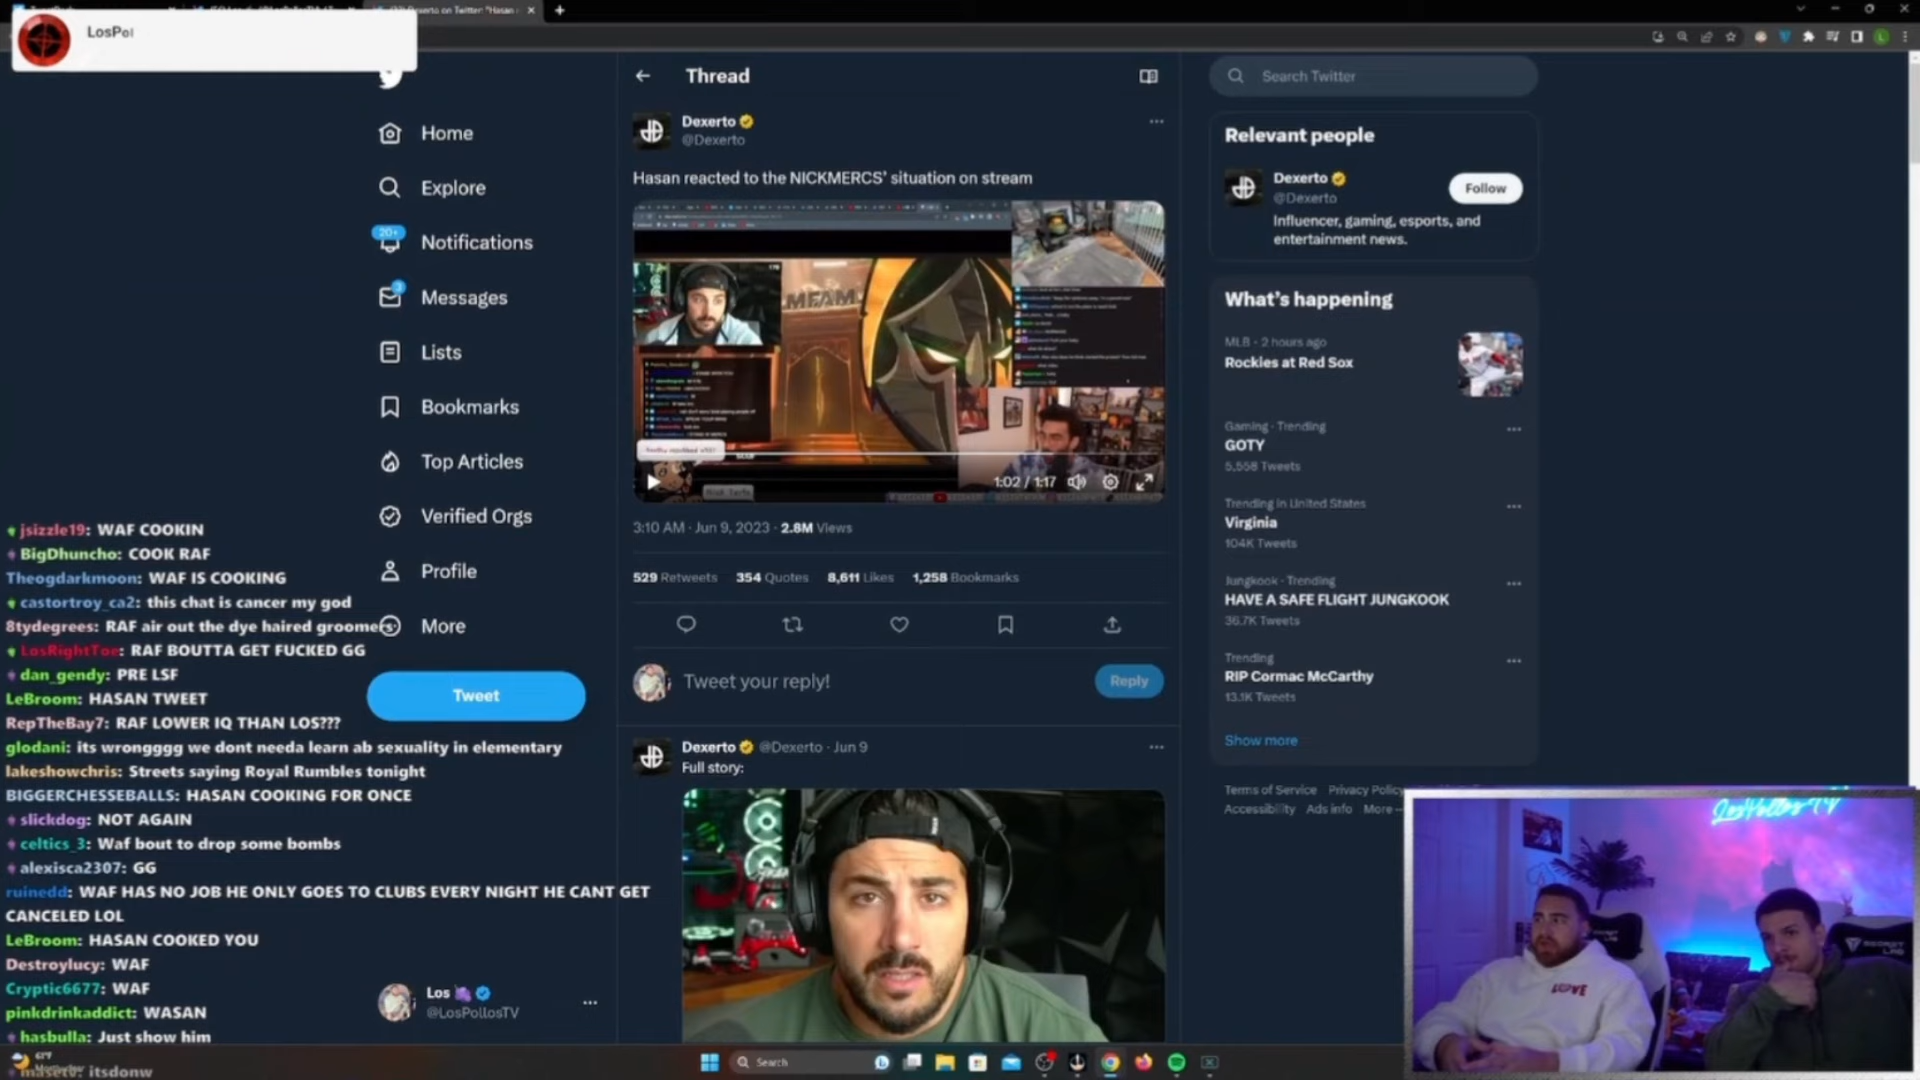 LosPol
Home
Explore
20+
Notifications
3
Messages
Lists
Bookmarks
Top Articles
Verified Orgs
Profile
More
Tweet
Los
@LosPollosTV
Thread
Dexerto
@Dexerto
Hasan reacted to the NICKMERCS' situation on stream
MFAM
1:02 / 1:17
3:10 AM · Jun 9, 2023 · 2.8M Views
529 Retweets 354 Quotes 8,611 Likes 1,258 Bookmarks
Tweet your reply!
Reply
Dexerto @Dexerto · Jun 9
Full story:
Search Twitter
Relevant people
Dexerto
@Dexerto
Follow
Influencer, gaming, esports, and
entertainment news.
What's happening
MLB · 2 hours ago
Rockies at Red Sox
Gaming · Trending
GOTY
5,558 Tweets
Trending in United States
Virginia
104K Tweets
Jungkook · Trending
HAVE A SAFE FLIGHT JUNGKOOK
36.7K Tweets
Trending
RIP Cormac McCarthy
13.1K Tweets
Show more
Terms of Service Privacy Policy
Accessibility Ads info More
jsizzle19: WAF COOKIN
BigDhuncho: COOK RAF
Theogdarkmoon: WAF IS COOKING
castortroy_ca2: this chat is cancer my god
8tydegrees: RAF air out the dye haired groomers
LosRightToe: RAF BOUTTA GET FUCKED GG
dan_gendy: PRE LSF
LeBroom: HASAN TWEET
RepTheBay7: RAF LOWER IQ THAN LOS???
glodani: its wrongggg we dont needa learn ab sexuality in elementary
lakeshowchris: Streets saying Royal Rumbles tonight
BIGGERCHESSEBALLS: HASAN COOKING FOR ONCE
slickdog: NOT AGAIN
celtics_3: Waf bout to drop some bombs
alexisca2307: GG
ruinedd: WAF HAS NO JOB HE ONLY GOES TO CLUBS EVERY NIGHT HE CANT GET
CANCELED LOL
LeBroom: HASAN COOKED YOU
Destroylucy: WAF
Cryptic6677: WAF
pinkdrinkaddict: WASAN
hasbulla: Just show him
masetv: itsdonw
LosPollosTV
LOVE
Search